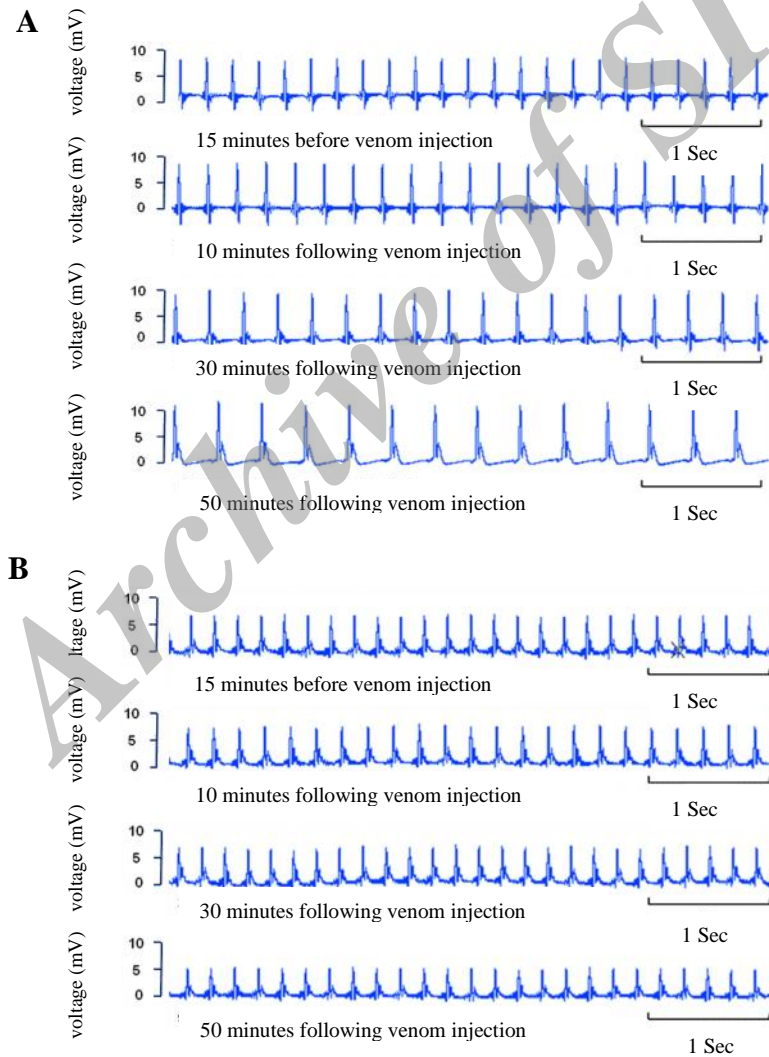 A
voltage (mV)
10
5
0
15 minutes before venom injection
1 Sec
voltage (mV)
10
5
0
10 minutes following venom injection
1 Sec
voltage (mV)
10
5
0
30 minutes following venom injection
1 Sec
voltage (mV)
10
5
0
50 minutes following venom injection
1 Sec
B
ltage (mV)
10
5
0
15 minutes before venom injection
1 Sec
voltage (mV)
10
5
0
10 minutes following venom injection
1 Sec
voltage (mV)
10
5
0
30 minutes following venom injection
1 Sec
voltage (mV)
10
5
0
50 minutes following venom injection
1 Sec
Archive of SI